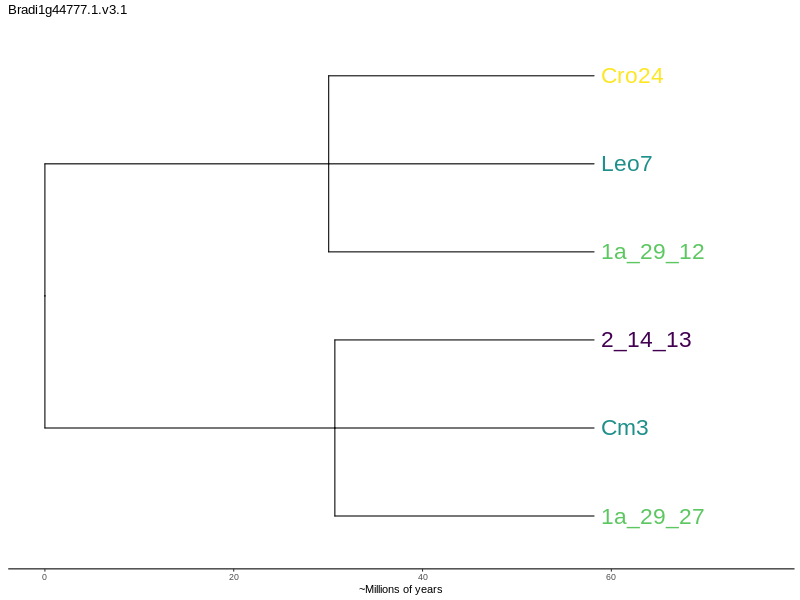 Bradi1g44777.1.v3.1
Cro24
Leo7
1a_29_12
2_14_13
Cm3
1a_29_27
0 20 40 60
~Millions of years